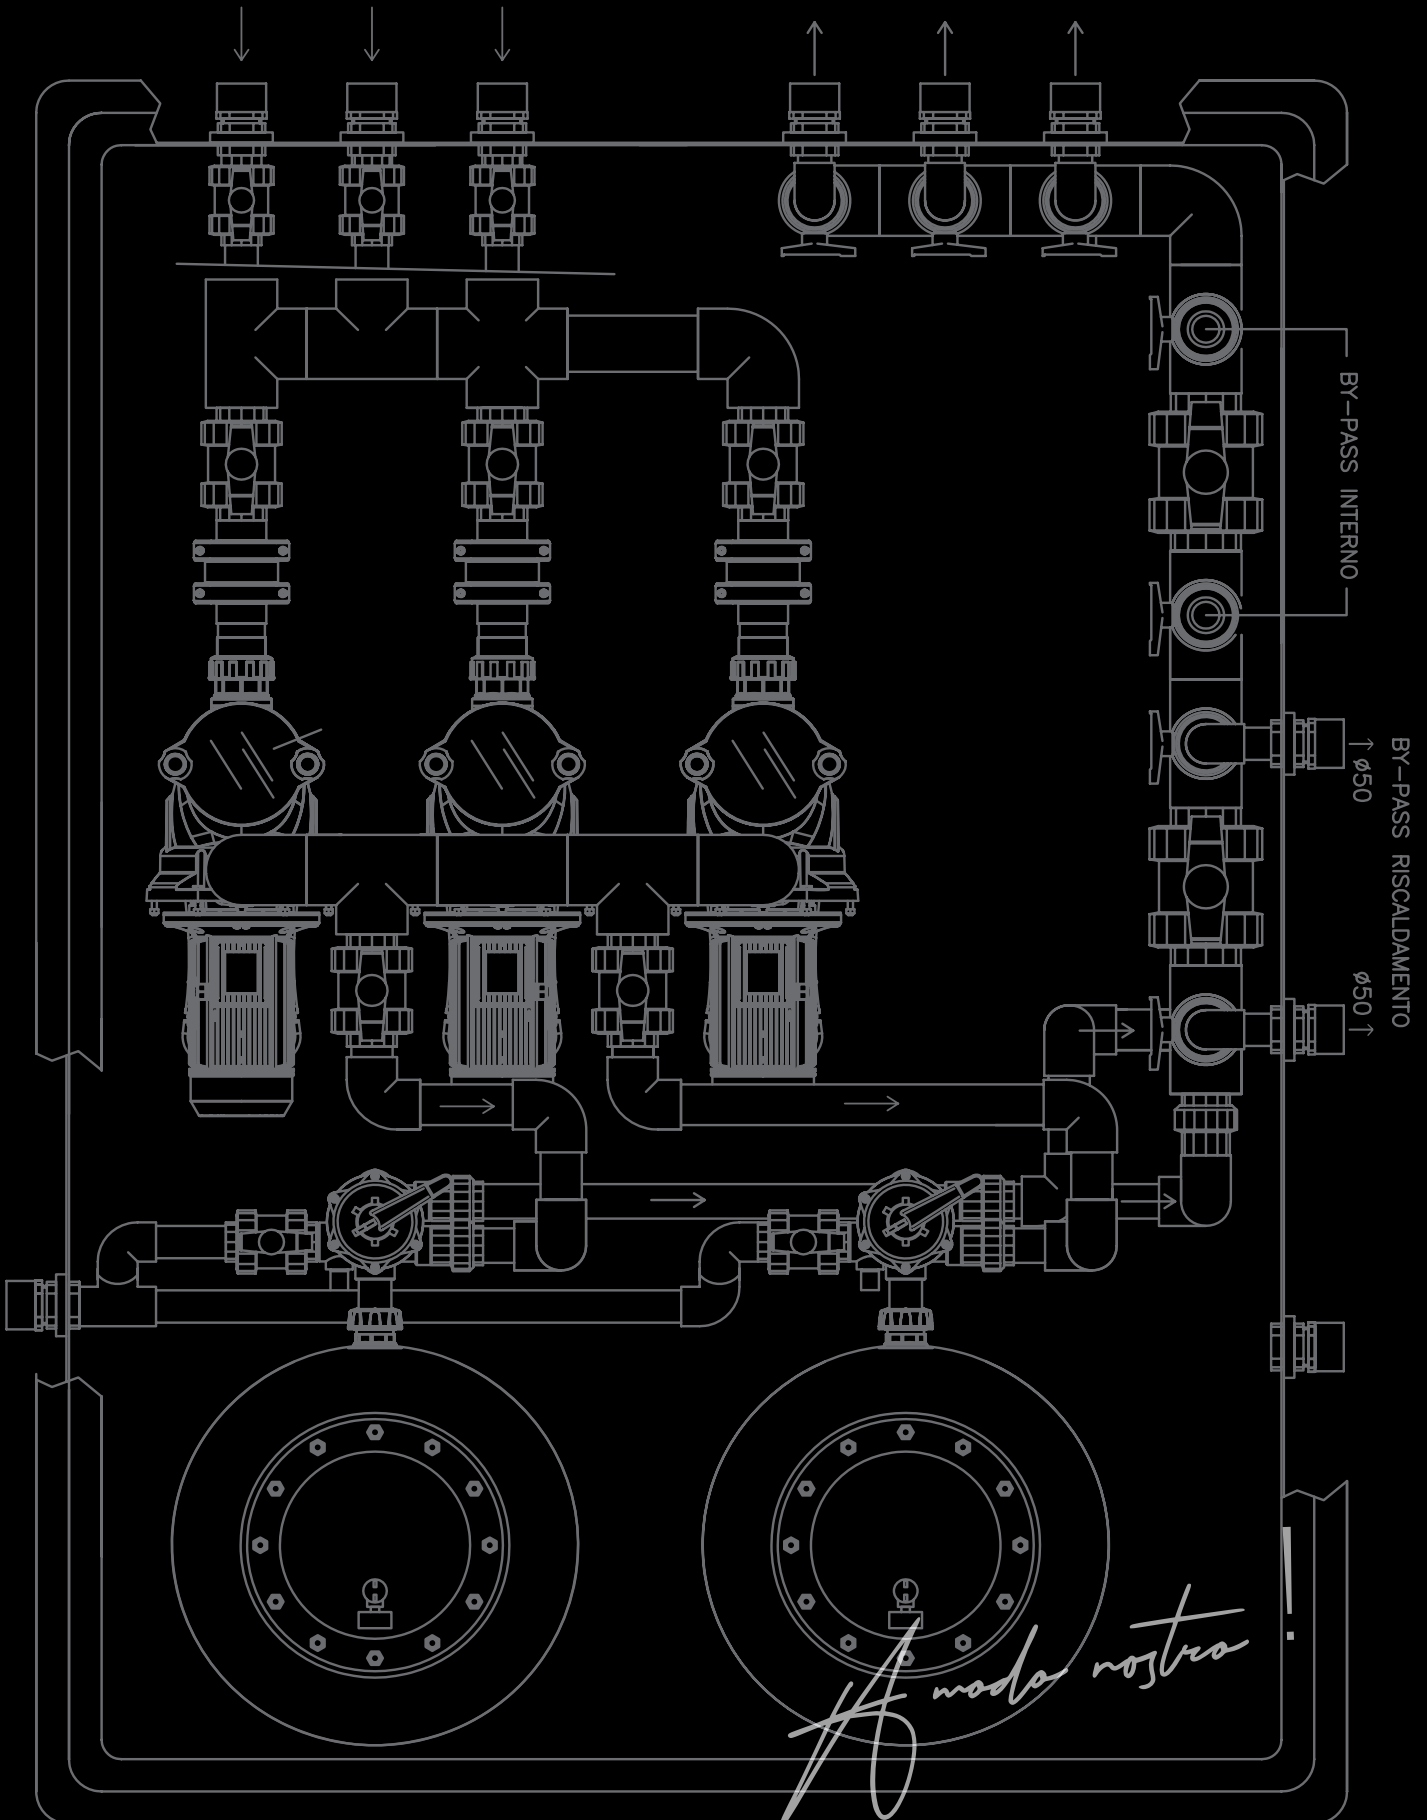 BY-PASS INTERNO
BY-PASS RISCALDAMENTO
↑ ø50
ø50 ↑
A modo nostro !